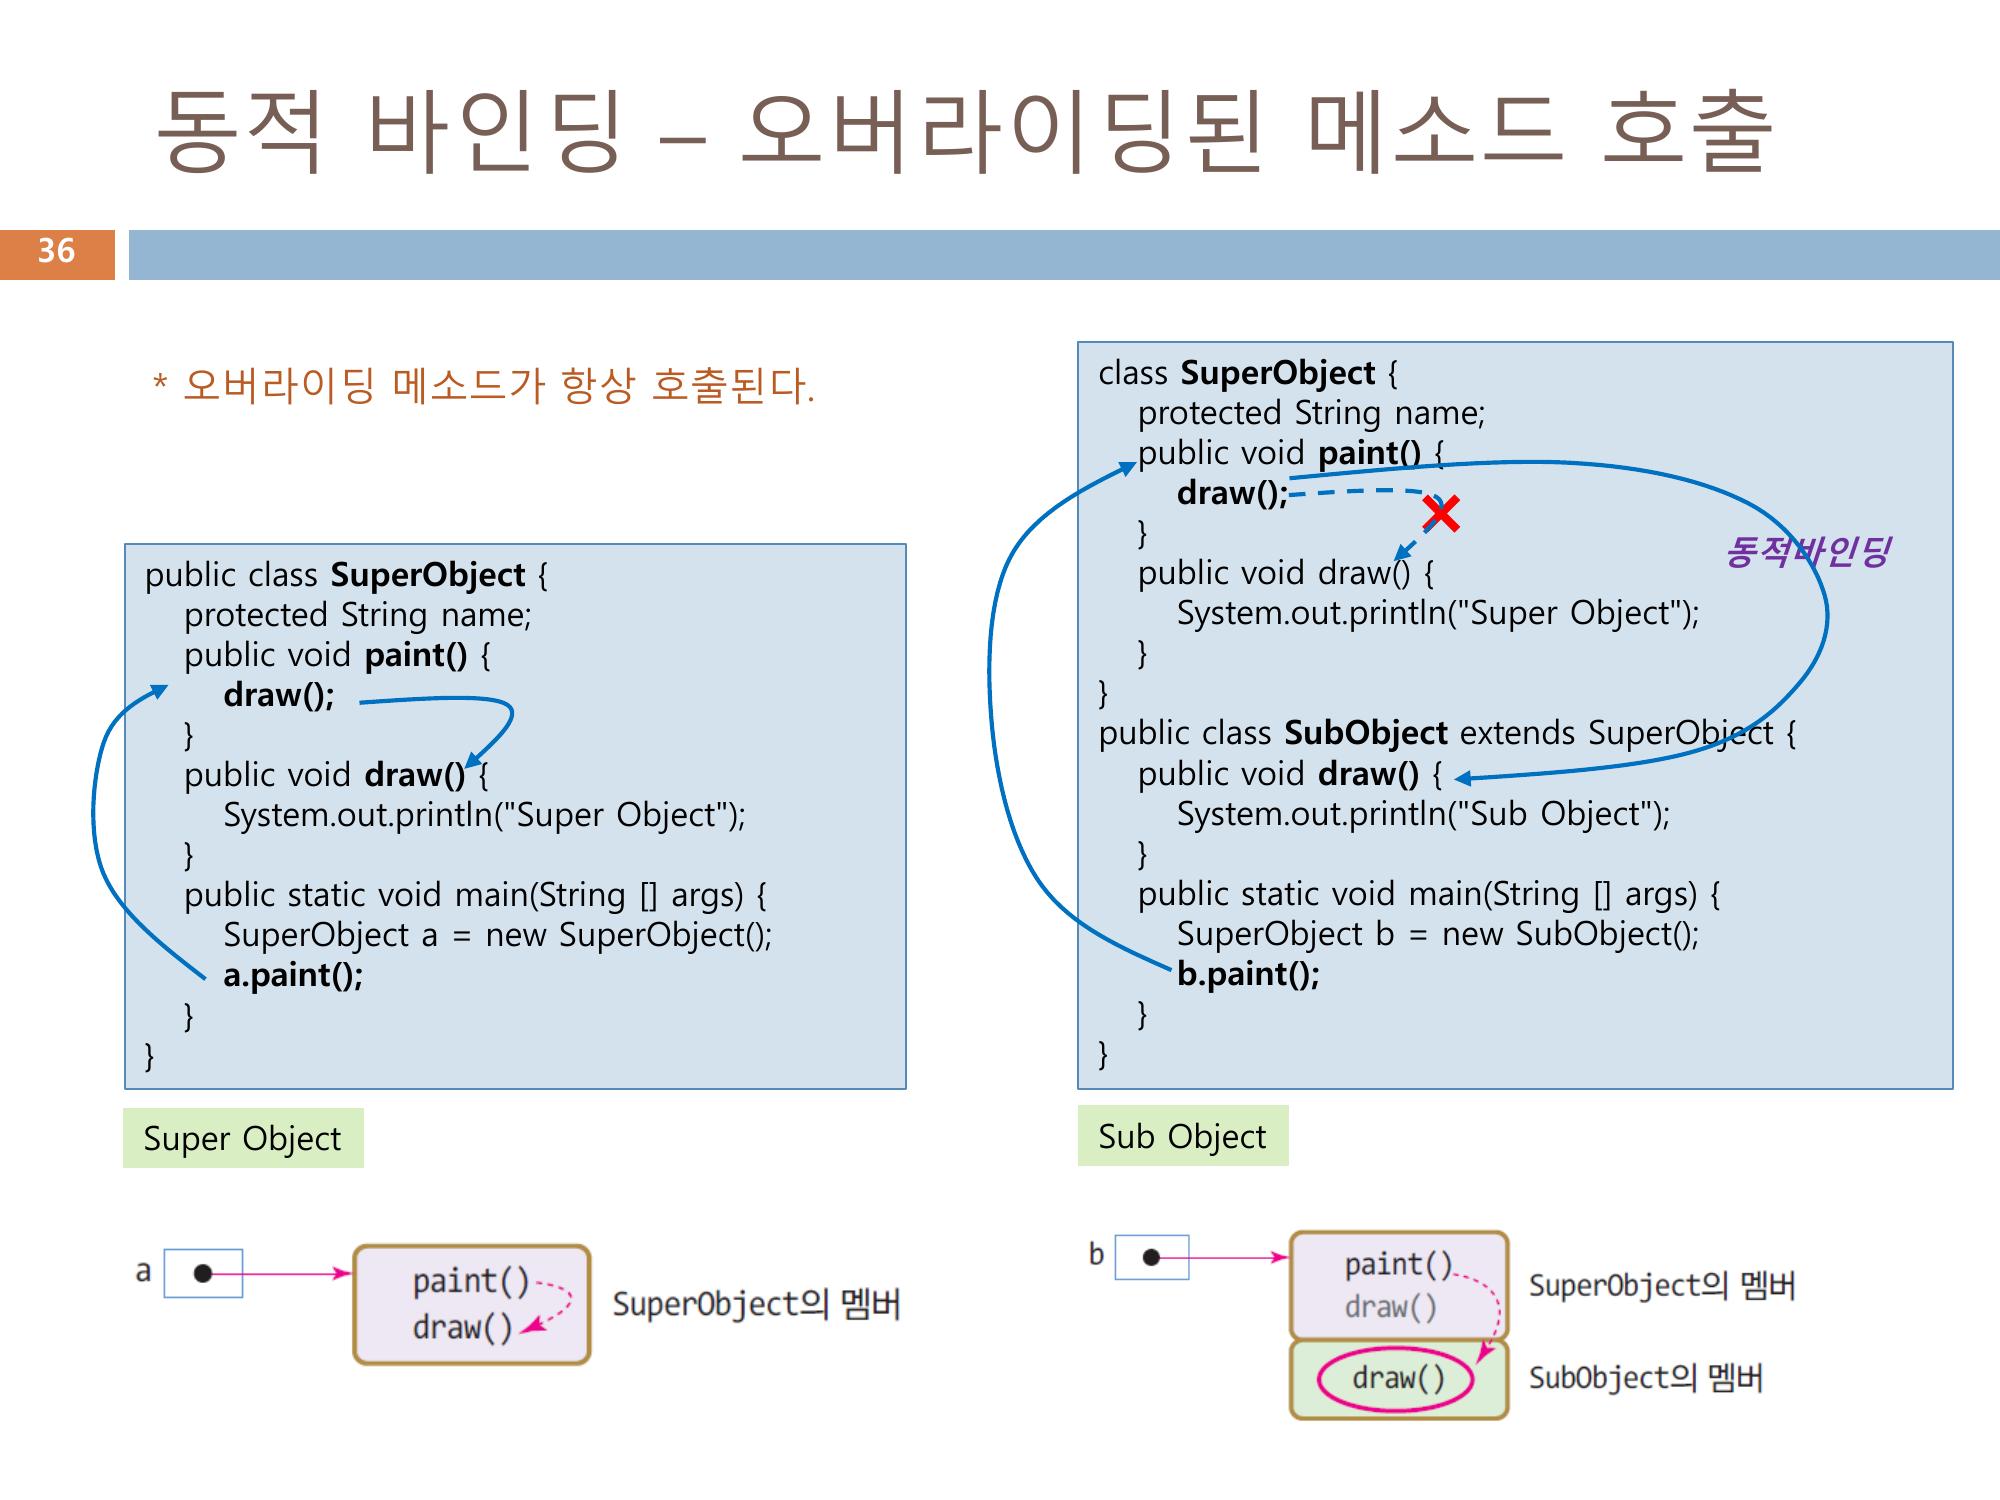 동적 바인딩 – 오버라이딩된 메소드 호출
36
* 오버라이딩 메소드가 항상 호출된다.
public class SuperObject {
protected String name;
public void paint() {
draw();
}
public void draw() {
System.out.println("Super Object");
}
public static void main(String [] args) {
SuperObject a = new SuperObject();
a.paint();
}
}
Super Object
a
paint()
draw()
SuperObject의 멤버
class SuperObject {
protected String name;
public void paint() {
draw();
}
동적바인딩
public void draw() {
System.out.println("Super Object");
}
}
public class SubObject extends SuperObject {
public void draw() {
System.out.println("Sub Object");
}
public static void main(String [] args) {
SuperObject b = new SubObject();
b.paint();
}
}
Sub Object
b
paint()
draw()
SuperObject의 멤버
draw()
SubObject의 멤버